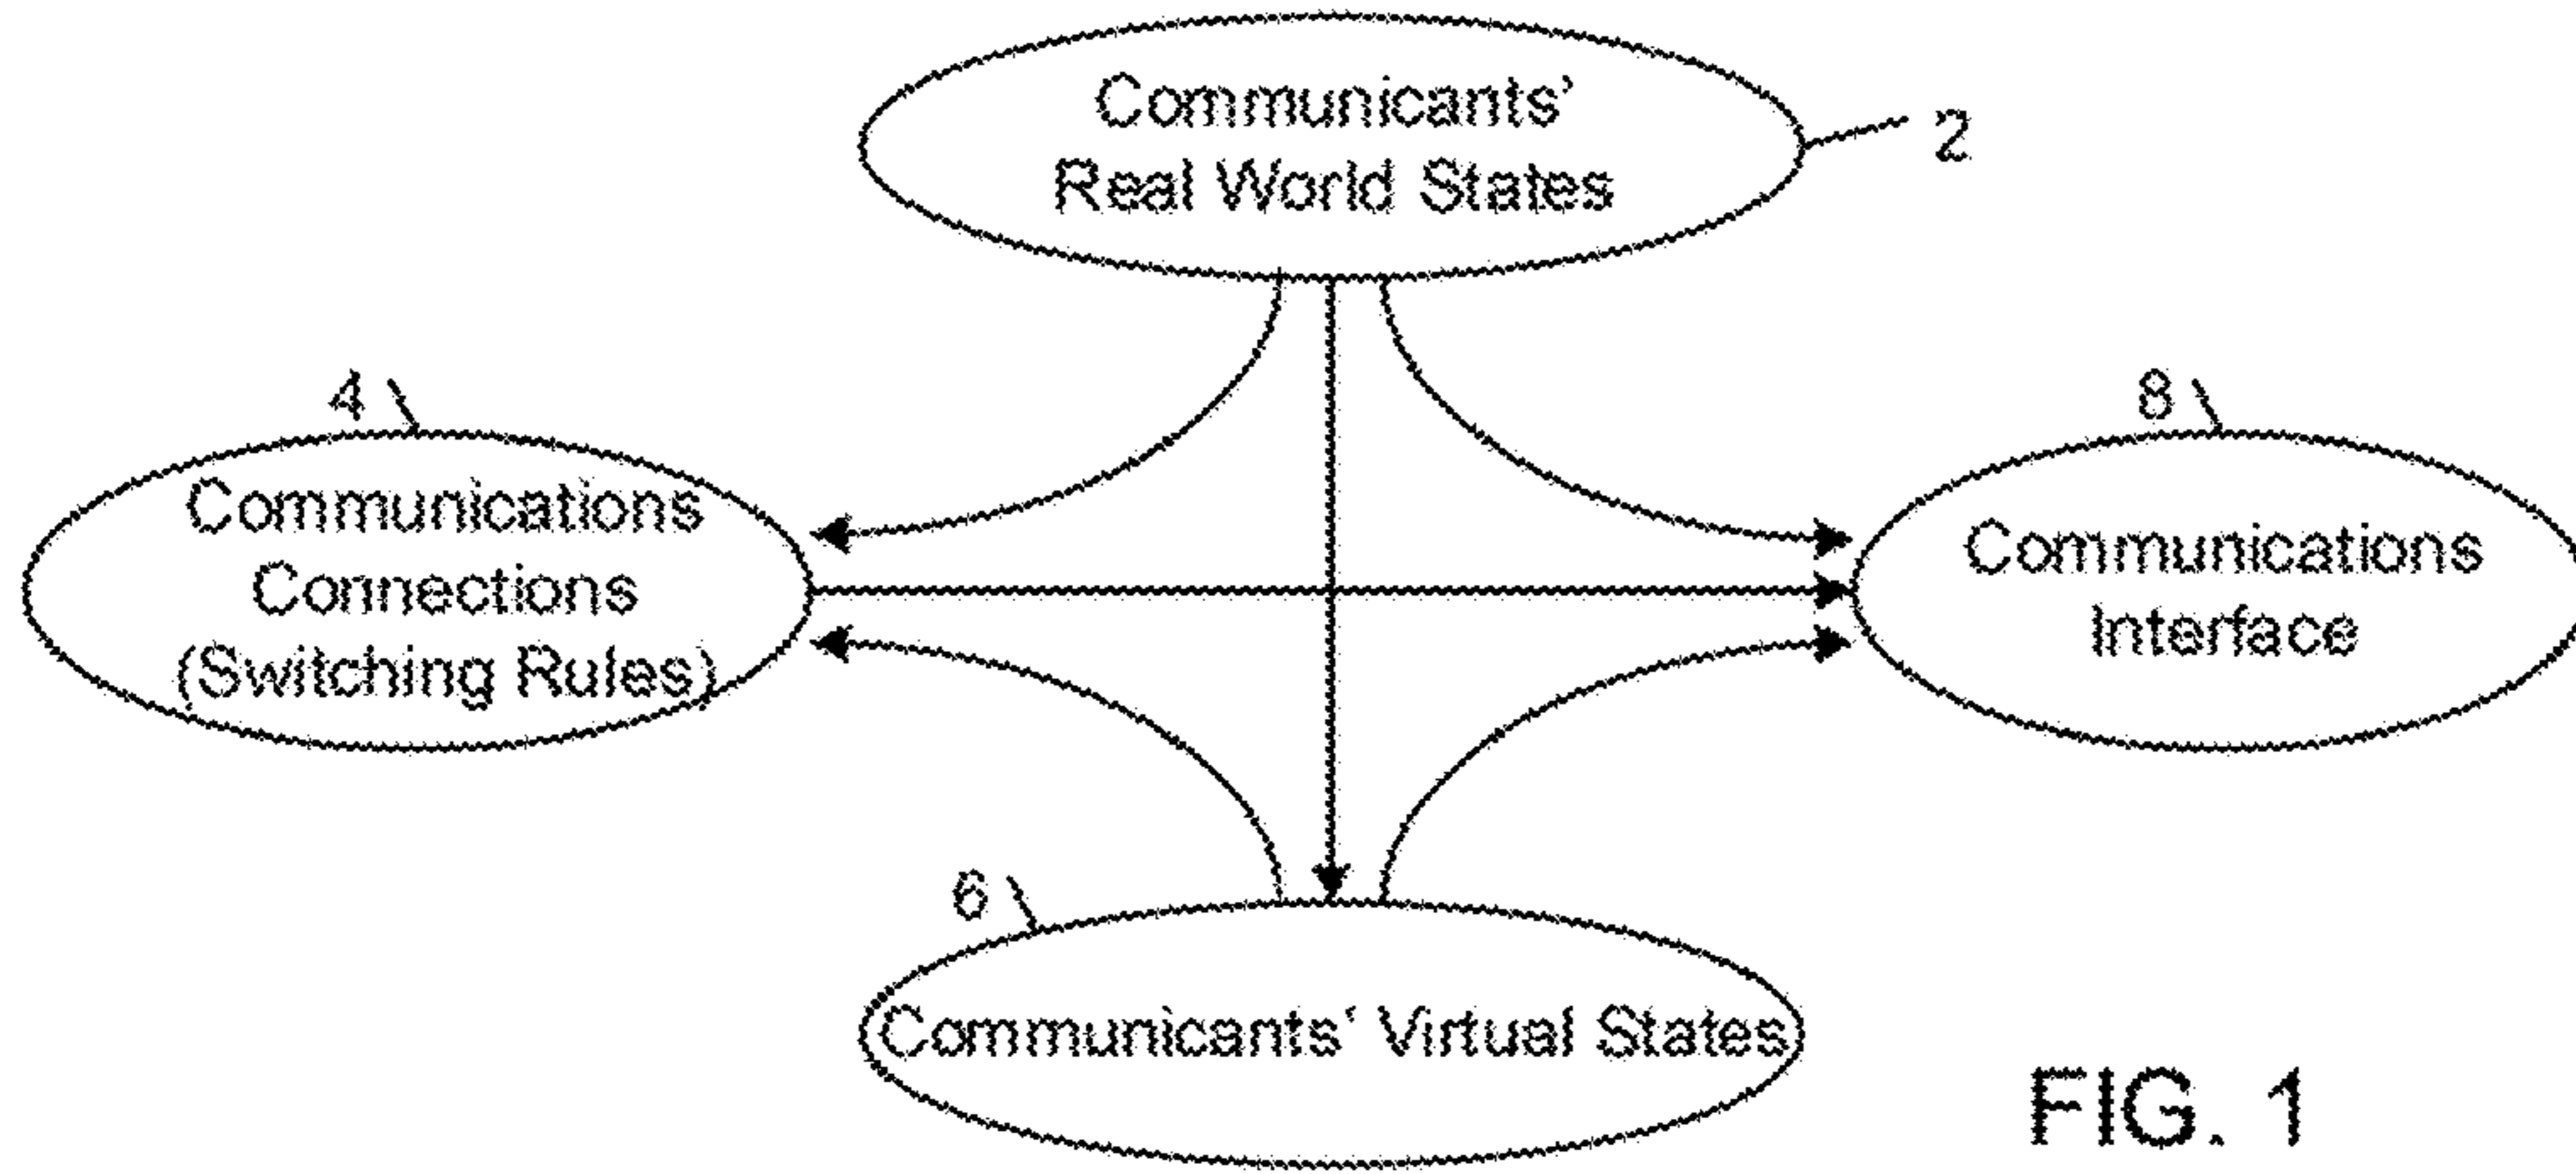 Communicants'
Real World States
2
4
Communications
Connections
(Switching Rules)
8
Communications
Interface
6
Communicants' Virtual States
FIG. 1